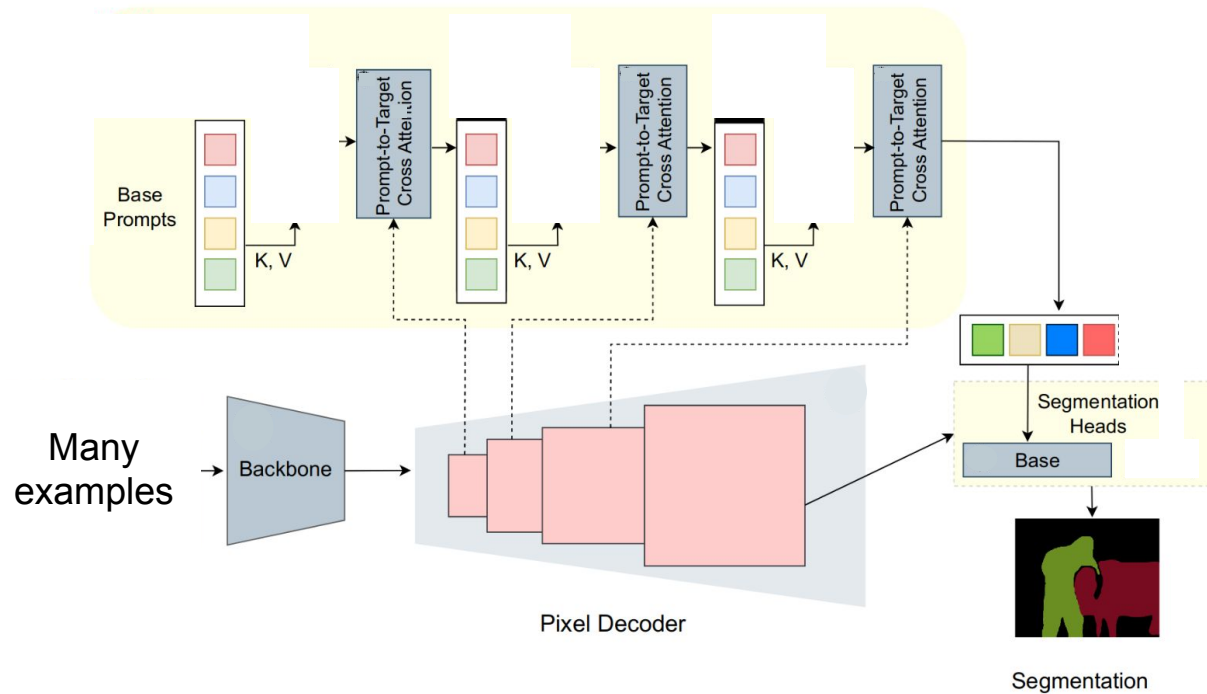 Prompt-to-Target
Cross Attention
Prompt-to-Target
Cross Attention
Prompt-to-Target
Cross Attention
Base
Prompts
K, V
K, V
K, V
Many
examples
Backbone
Pixel Decoder
Segmentation
Heads
Base
Segmentation